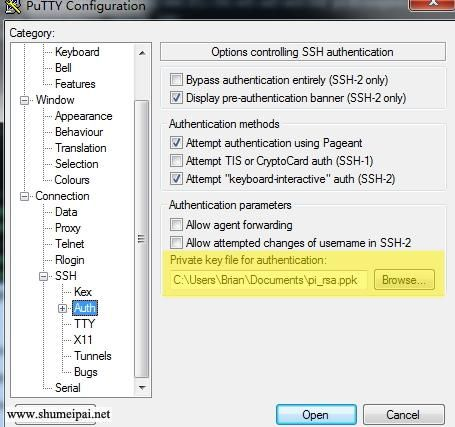 PuTTY Configuration
Category:
Keyboard
Bell
Features
Window
Appearance
Behaviour
Translation
Selection
Colours
Connection
Data
Proxy
Telnet
Rlogin
SSH
Kex
Auth
TTY
X11
Tunnels
Bugs
Serial
Options controlling SSH authentication
Bypass authentication entirely (SSH-2 only)
Display pre-authentication banner (SSH-2 only)
Authentication methods
Attempt authentication using Pageant
Attempt TIS or CryptoCard auth (SSH-1)
Attempt "keyboard-interactive" auth (SSH-2)
Authentication parameters
Allow agent forwarding
Allow attempted changes of username in SSH-2
Private key file for authentication:
C:\Users\Brian\Documents\pi_rsa.ppk Browse...
www.shumeipai.net
Open Cancel